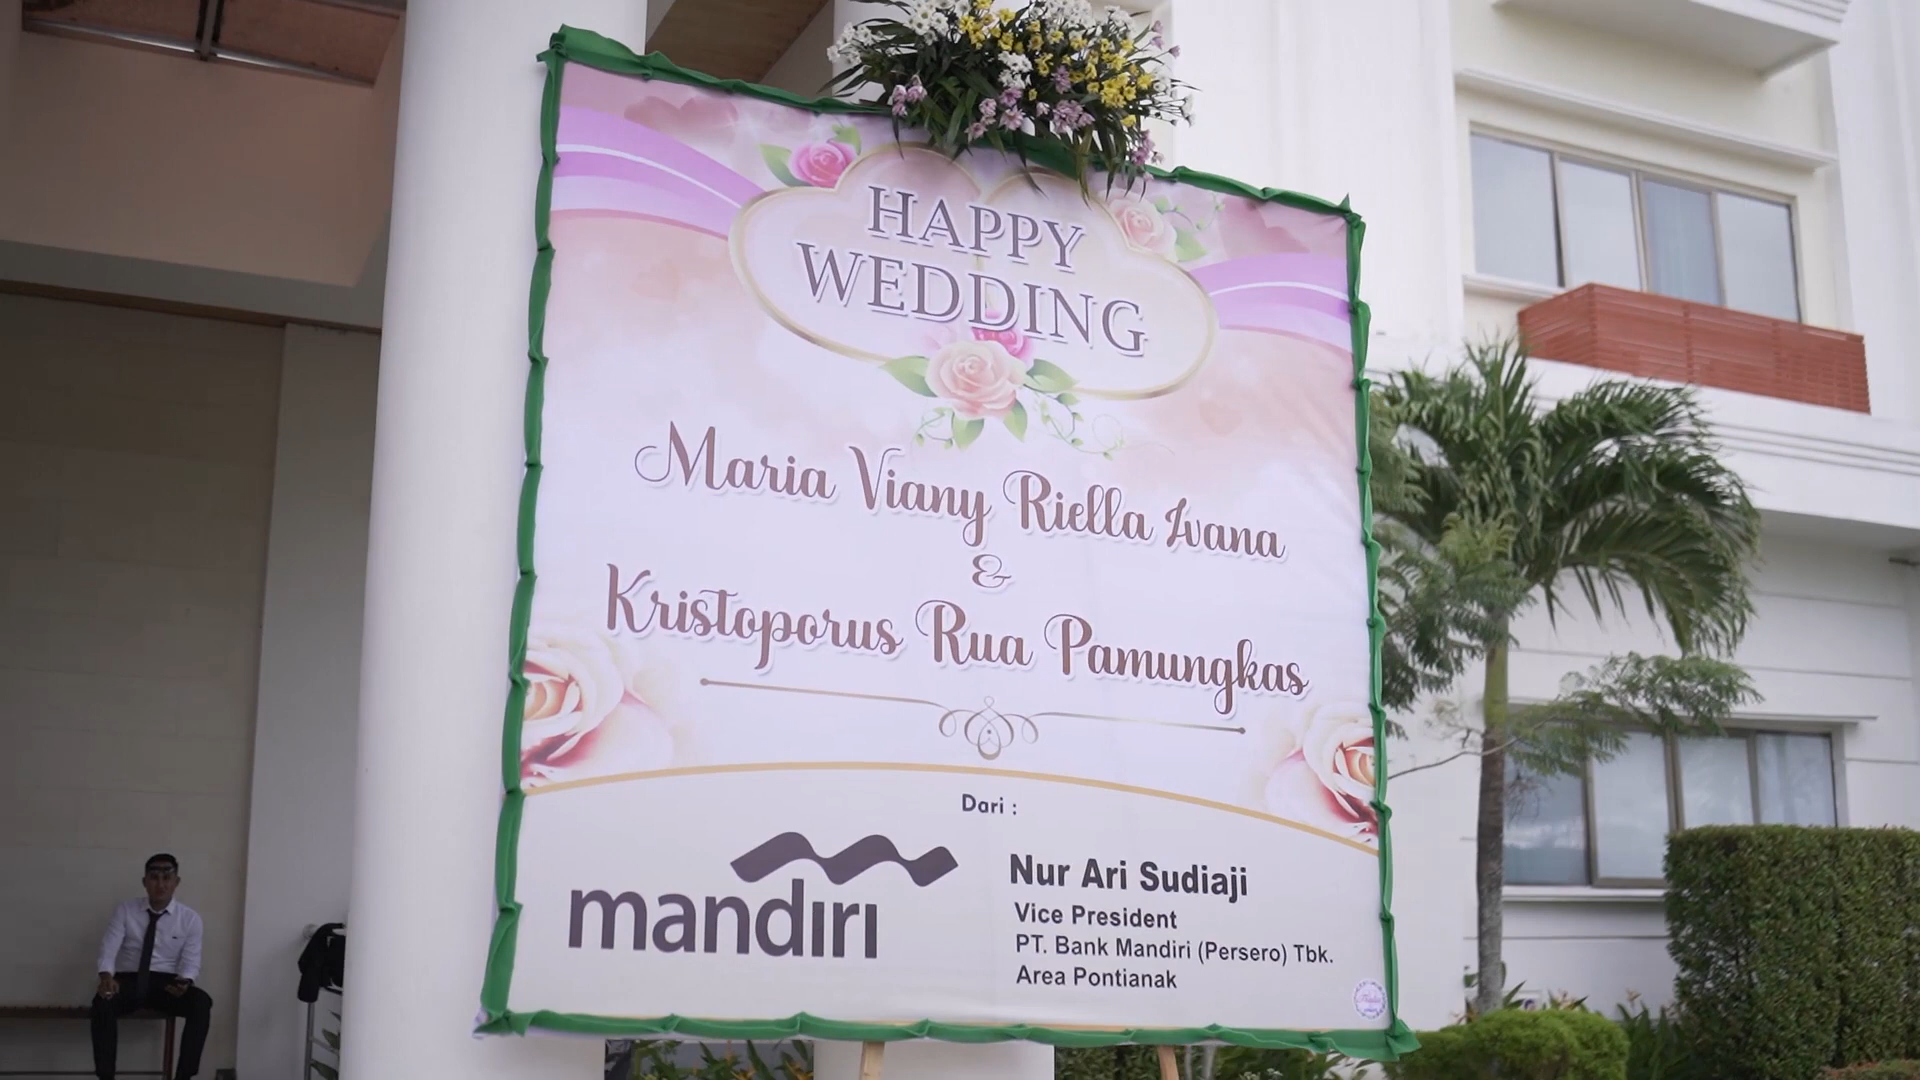 HAPPY
WEDDING
Maria Viany Riella Ivana
&
Kristoporus Rua Pamungkas
Dari :
mandiri
Nur Ari Sudiaji
Vice President
PT. Bank Mandiri (Persero) Tbk.
Area Pontianak